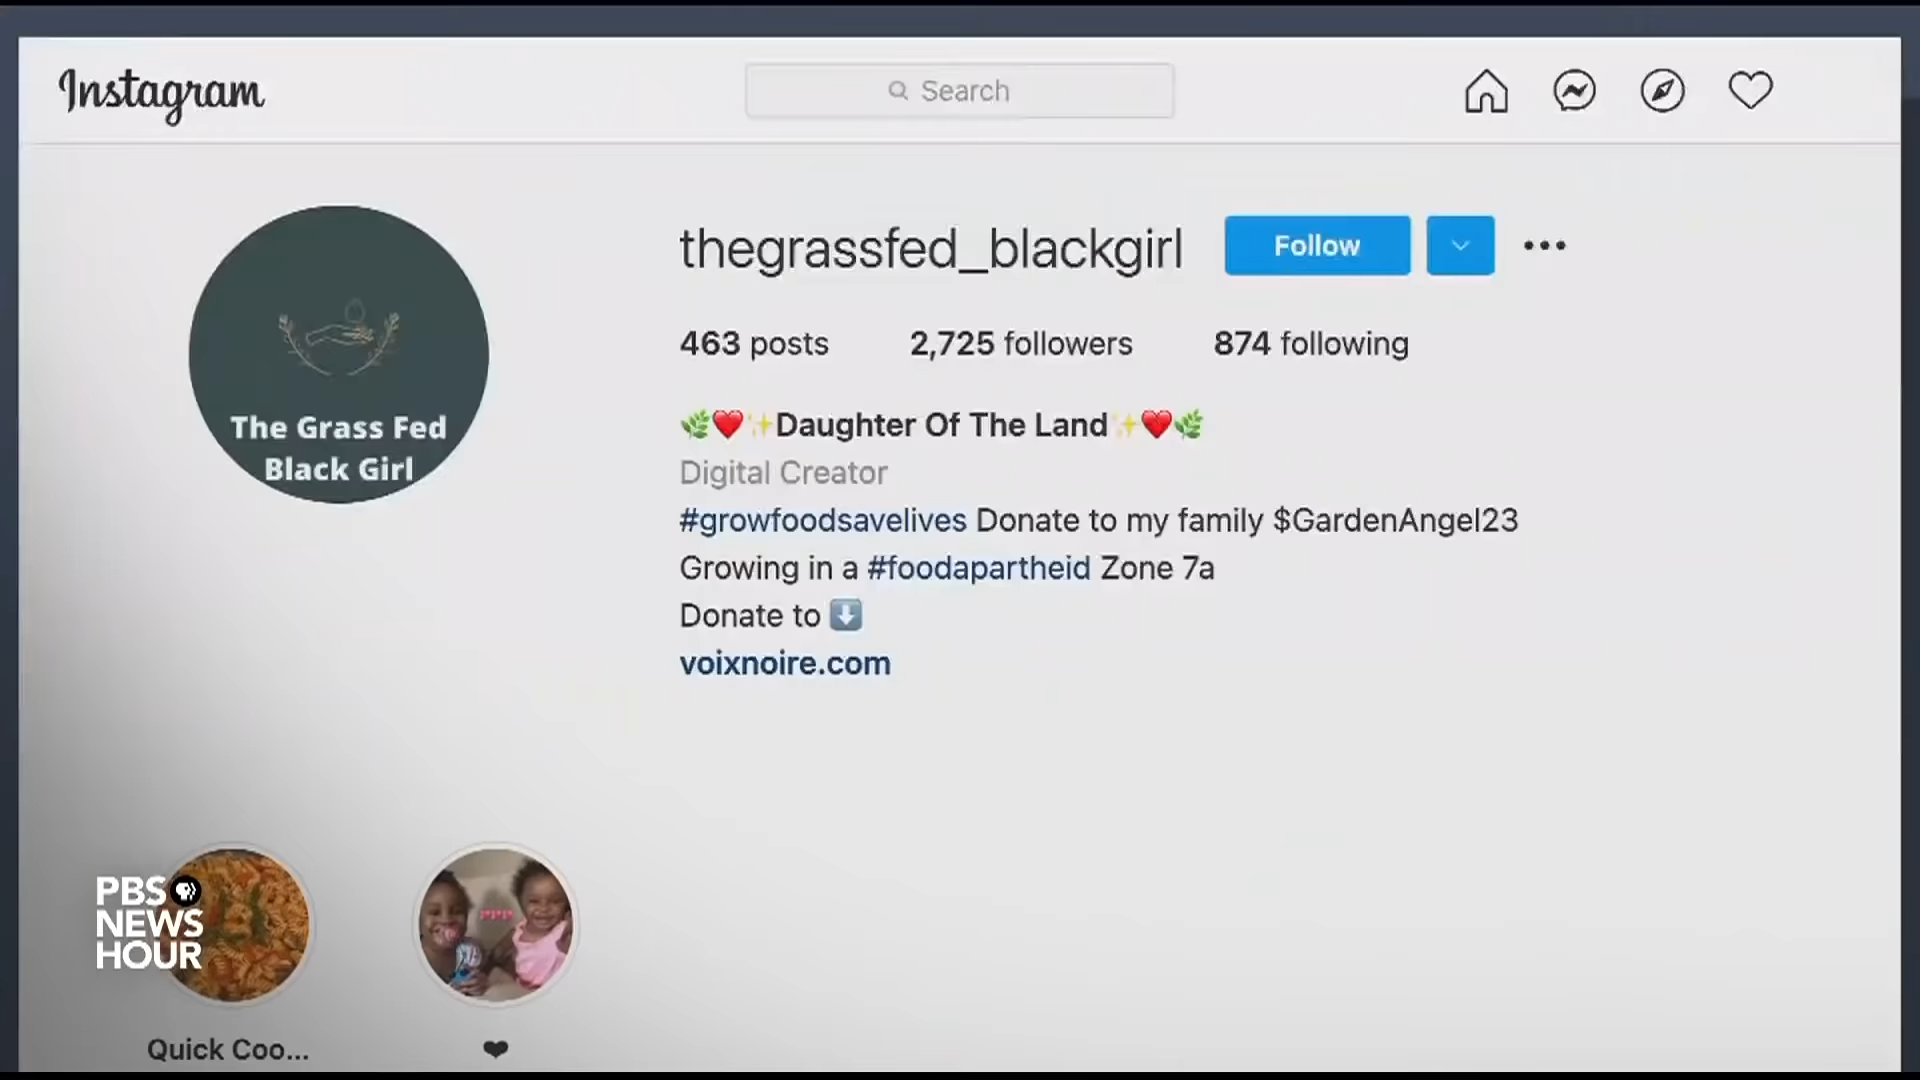 Instagram
Search
thegrassfed_blackgirl Follow
463 posts 2,725 followers 874 following
🌿❤️✨Daughter Of The Land✨❤️🌿
Digital Creator
#growfoodsavelives Donate to my family $GardenAngel23
Growing in a #foodapartheid Zone 7a
Donate to ⬇️
voixnoire.com
The Grass Fed
Black Girl
PBS
NEWS
HOUR
Quick Coo...
❤